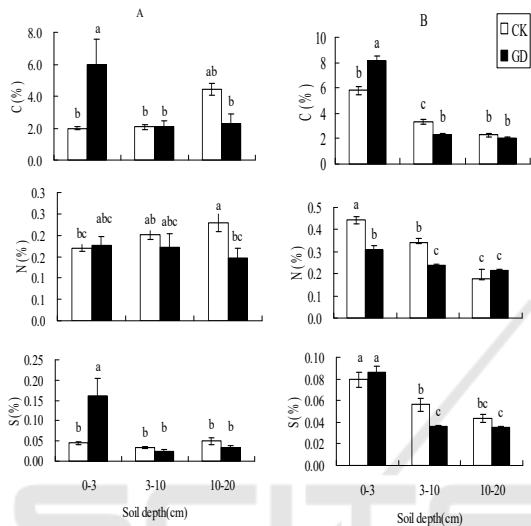 A
B
CK
GD
C(%)
8.0
6.0
4.0
2.0
0.0
b
a
b
b
ab
b
C(%)
10
8
6
4
2
0
b
a
c
b
b
b
N(%)
0.3
0.3
0.2
0.2
0.1
0.1
0.0
bc
abc
ab
abc
a
bc
N(%)
0.5
0.4
0.3
0.2
0.1
0.0
a
b
b
c
c
c
S(%)
0.25
0.20
0.15
0.10
0.05
0.00
b
a
b
b
b
b
S(%)
0.10
0.08
0.06
0.04
0.02
0.00
a
a
b
c
bc
c
0-3
3-10
10-20
Soil depth(cm)
0-3
3-10
10-20
Soil depth(cm)